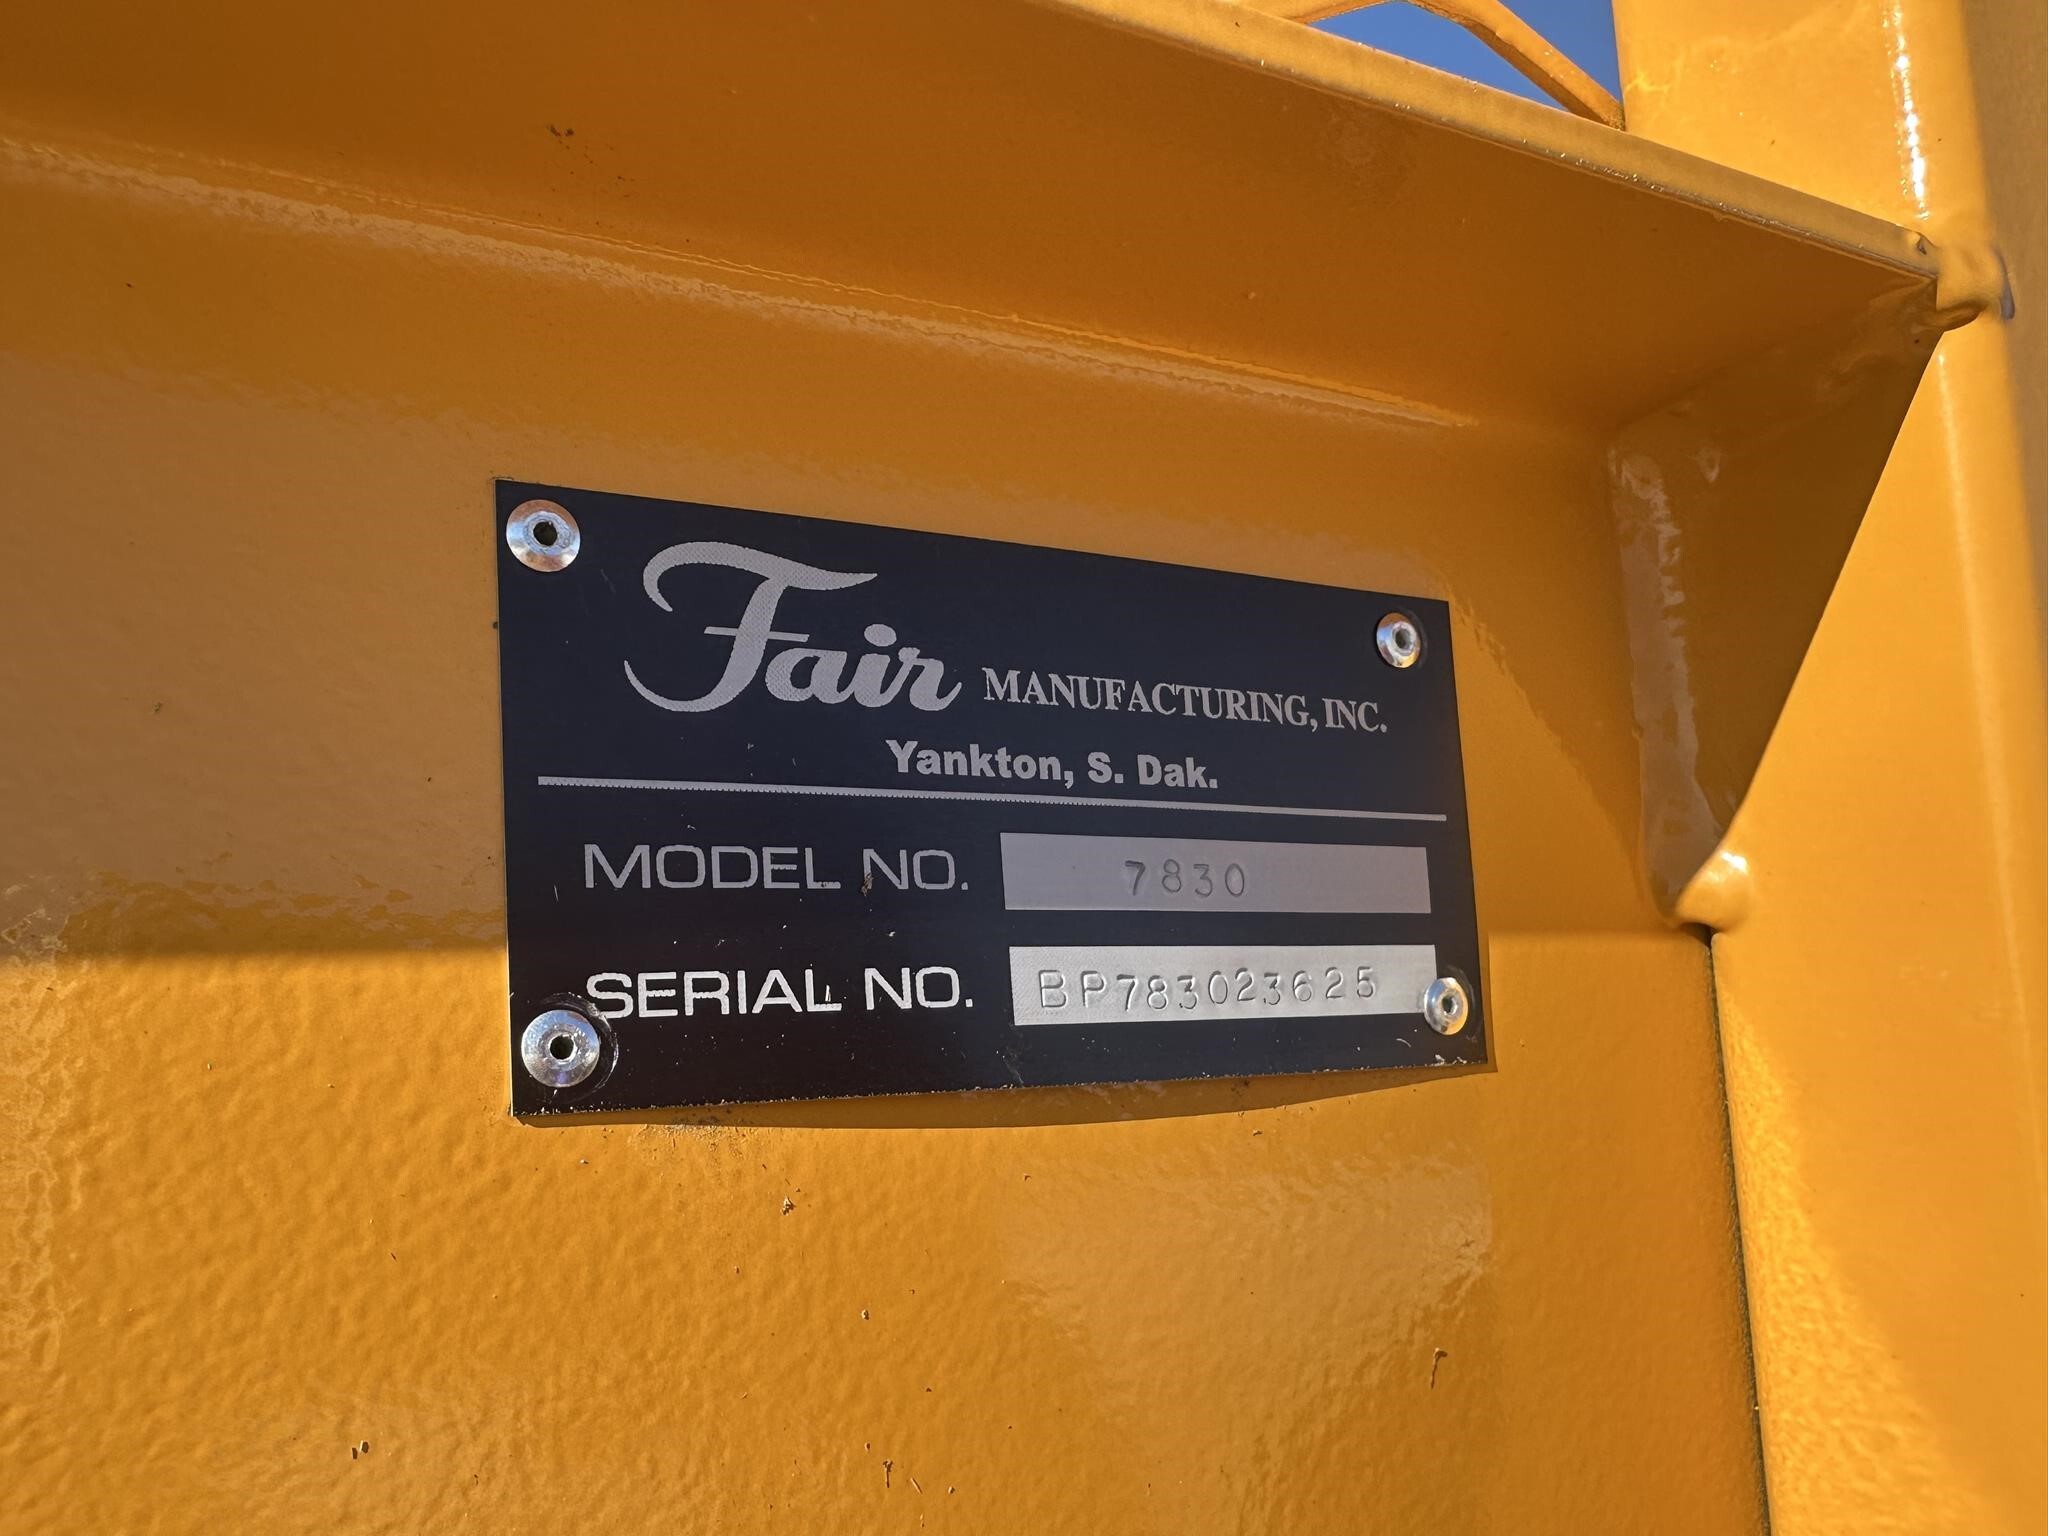 Fair MANUFACTURING, INC.
Yankton, S. Dak.
MODEL NO. 7830
SERIAL NO. BP783023625